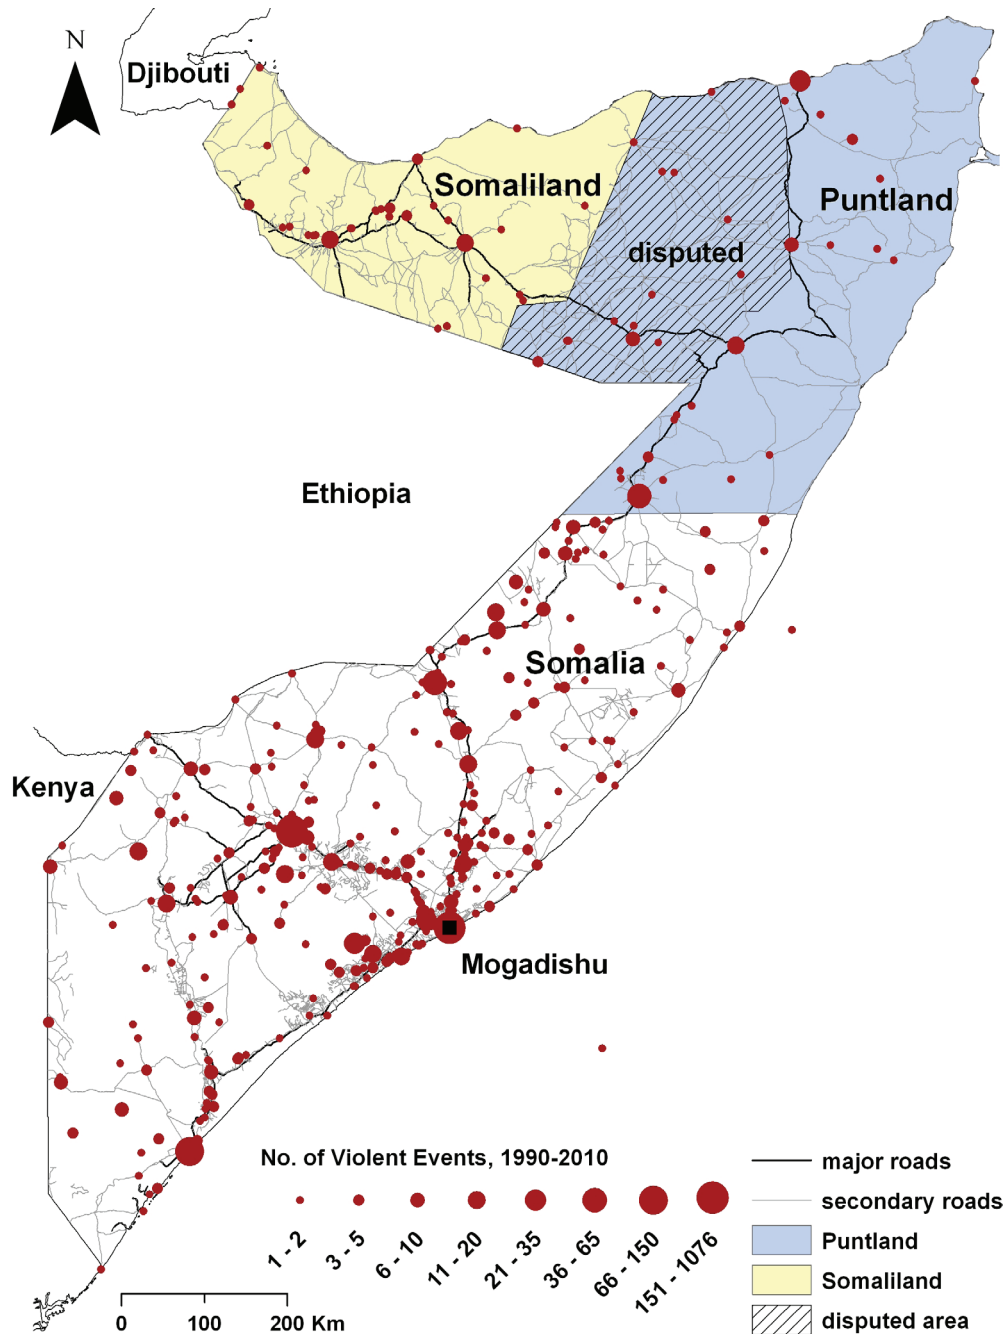 N
Djibouti
Somaliland
Puntland
disputed
Ethiopia
Somalia
Kenya
Mogadishu
No. of Violent Events, 1990-2010
1 - 2
3 - 5
6 - 10
11 - 20
21 - 35
36 - 65
66 - 150
151 - 1076
major roads
secondary roads
Puntland
Somaliland
disputed area
0 100 200 Km